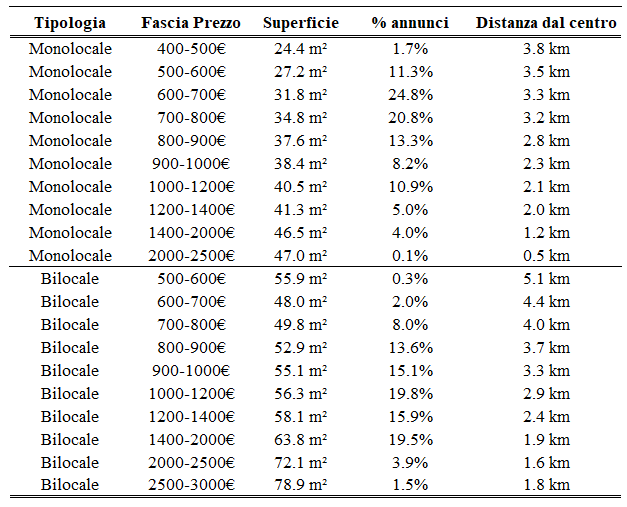 Tipologia Fascia Prezzo Superficie % annunci Distanza dal centro
Monolocale 400-500€ 24.4 m² 1.7% 3.8 km
Monolocale 500-600€ 27.2 m² 11.3% 3.5 km
Monolocale 600-700€ 31.8 m² 24.8% 3.3 km
Monolocale 700-800€ 34.8 m² 20.8% 3.2 km
Monolocale 800-900€ 37.6 m² 13.3% 2.8 km
Monolocale 900-1000€ 38.4 m² 8.2% 2.3 km
Monolocale 1000-1200€ 40.5 m² 10.9% 2.1 km
Monolocale 1200-1400€ 41.3 m² 5.0% 2.0 km
Monolocale 1400-2000€ 46.5 m² 4.0% 1.2 km
Monolocale 2000-2500€ 47.0 m² 0.1% 0.5 km
Bilocale 500-600€ 55.9 m² 0.3% 5.1 km
Bilocale 600-700€ 48.0 m² 2.0% 4.4 km
Bilocale 700-800€ 49.8 m² 8.0% 4.0 km
Bilocale 800-900€ 52.9 m² 13.6% 3.7 km
Bilocale 900-1000€ 55.1 m² 15.1% 3.3 km
Bilocale 1000-1200€ 56.3 m² 19.8% 2.9 km
Bilocale 1200-1400€ 58.1 m² 15.9% 2.4 km
Bilocale 1400-2000€ 63.8 m² 19.5% 1.9 km
Bilocale 2000-2500€ 72.1 m² 3.9% 1.6 km
Bilocale 2500-3000€ 78.9 m² 1.5% 1.8 km